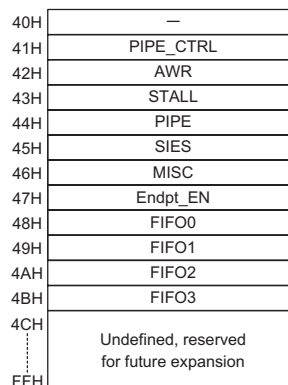 40H —
41H PIPE_CTRL
42H AWR
43H STALL
44H PIPE
45H SIES
46H MISC
47H Endpt_EN
48H FIFO0
49H FIFO1
4AH FIFO2
4BH FIFO3
4CH
Undefined, reserved
for future expansion
FFH